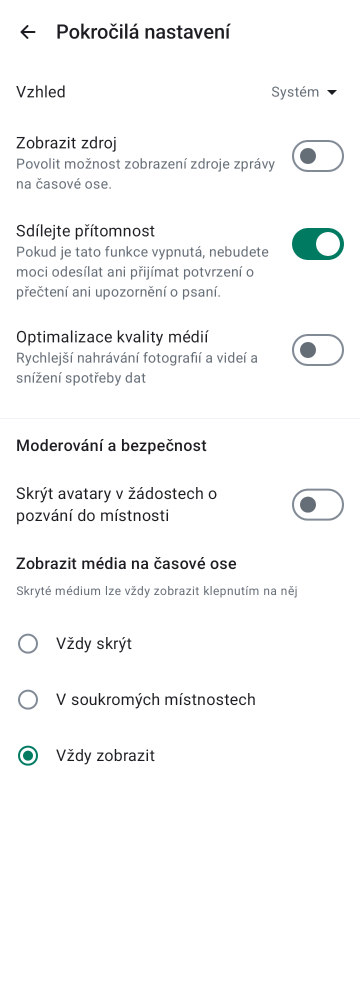 Pokročilá nastavení
Vzhled
Systém
Zobrazit zdroj
Povolit možnost zobrazení zdroje zprávy
na časové ose.
Sdílejte přítomnost
Pokud je tato funkce vypnutá, nebudete
moci odesílat ani přijímat potvrzení o
přečtení ani upozornění o psaní.
Optimalizace kvality médií
Rychlejší nahrávání fotografií a videí a
snížení spotřeby dat
Moderování a bezpečnost
Skrýt avatary v žádostech o
pozvání do místnosti
Zobrazit média na časové ose
Skryté médium lze vždy zobrazit klepnutím na něj
Vždy skrýt
V soukromých místnostech
Vždy zobrazit